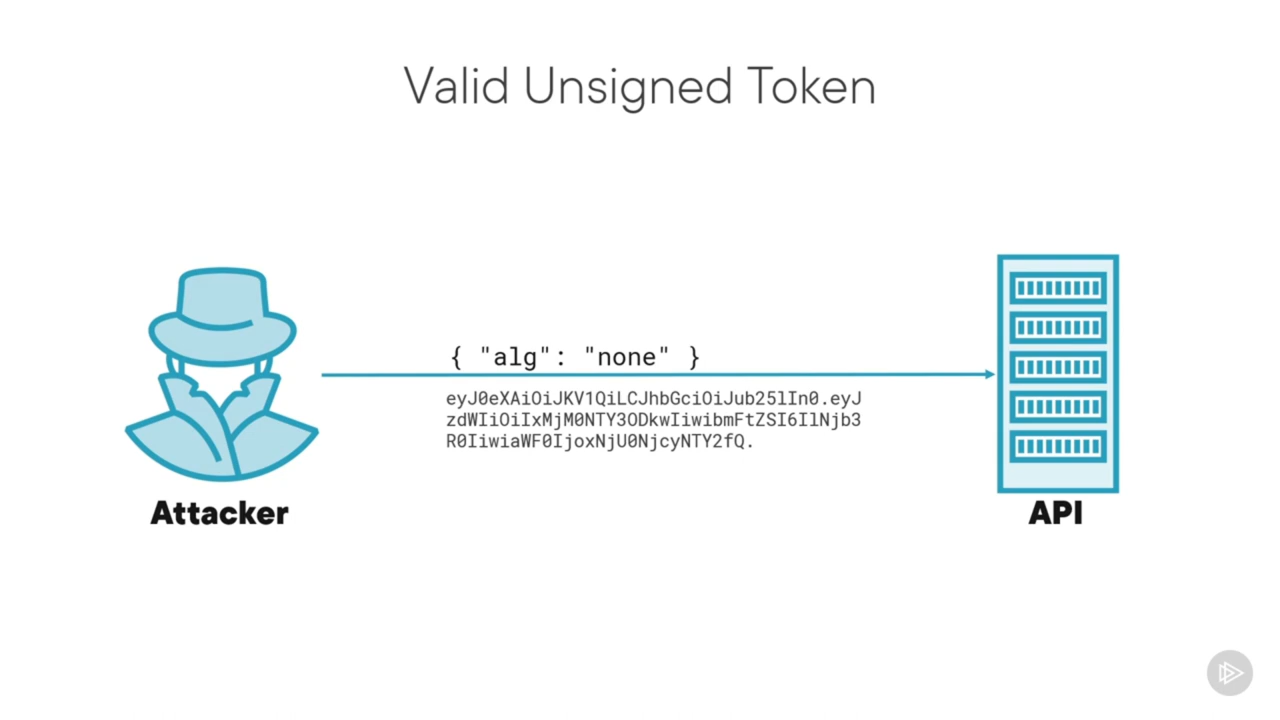 Valid Unsigned Token
{ "alg": "none" }
eyJ0eXAiOiJKV1QiLCJhbGciOiJub25lIn0.eyJ
zdWIiOiIxMjM0NTY3ODkwIiwibmFtZSI6IlNjb3
R0IiwiaWF0IjoxNjU0NjcyNTY2fQ.
Attacker
API